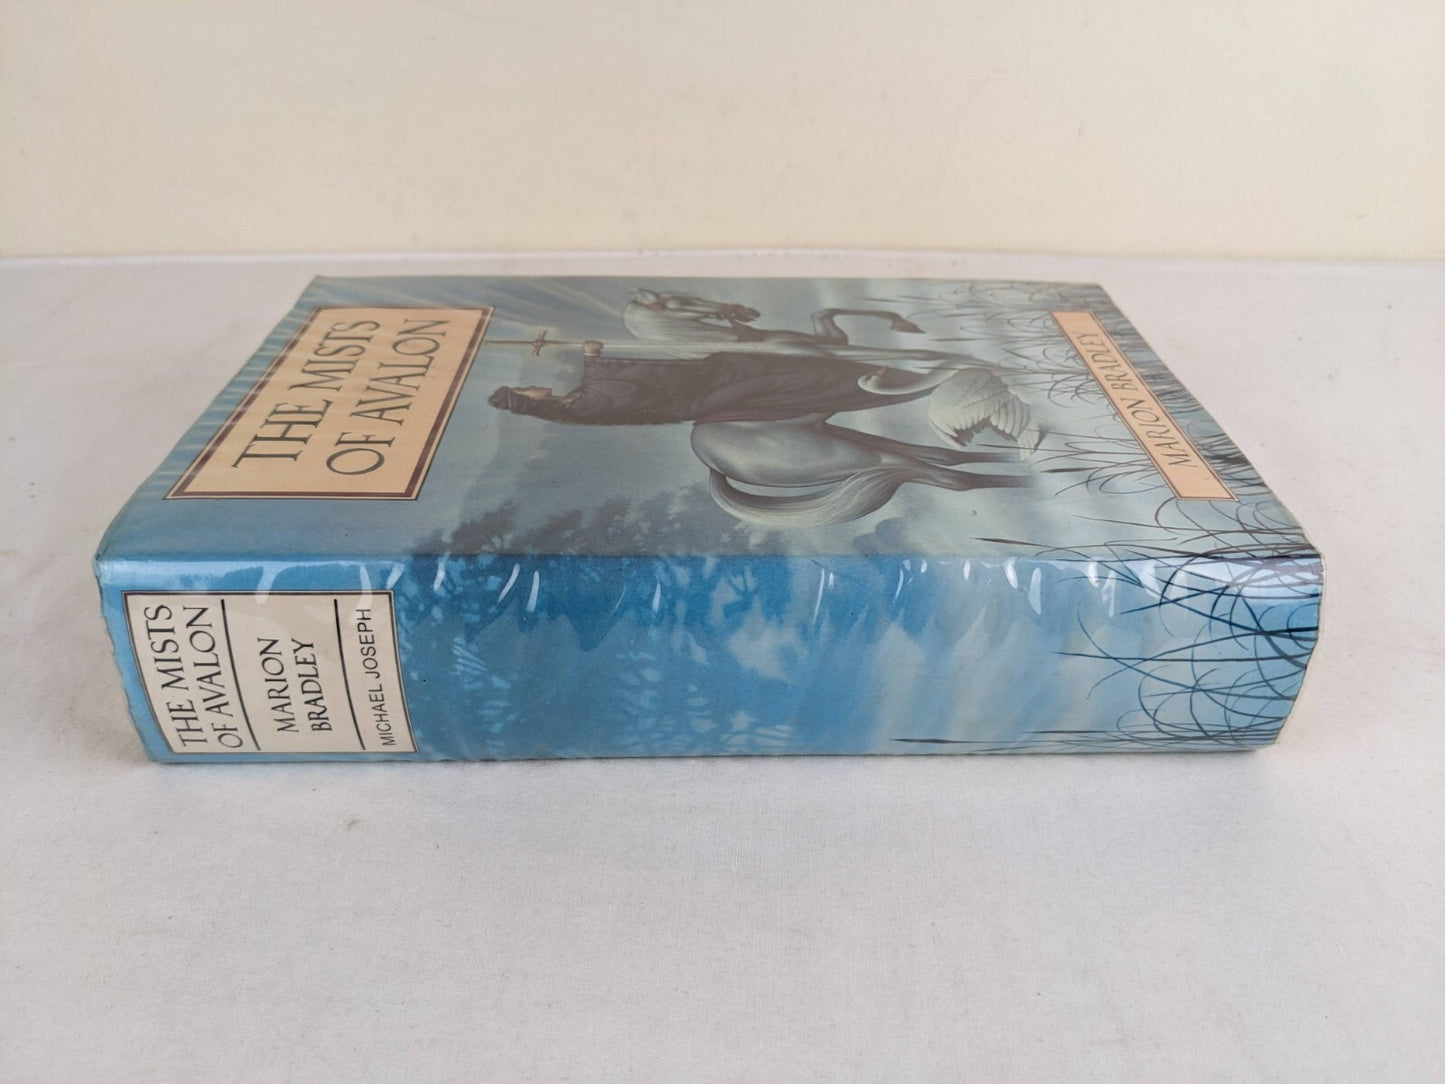 THE MISTS
OF AVALON
MARION BRADLEY
THE MISTS
OF AVALON
MARION
BRADLEY
MICHAEL JOSEPH